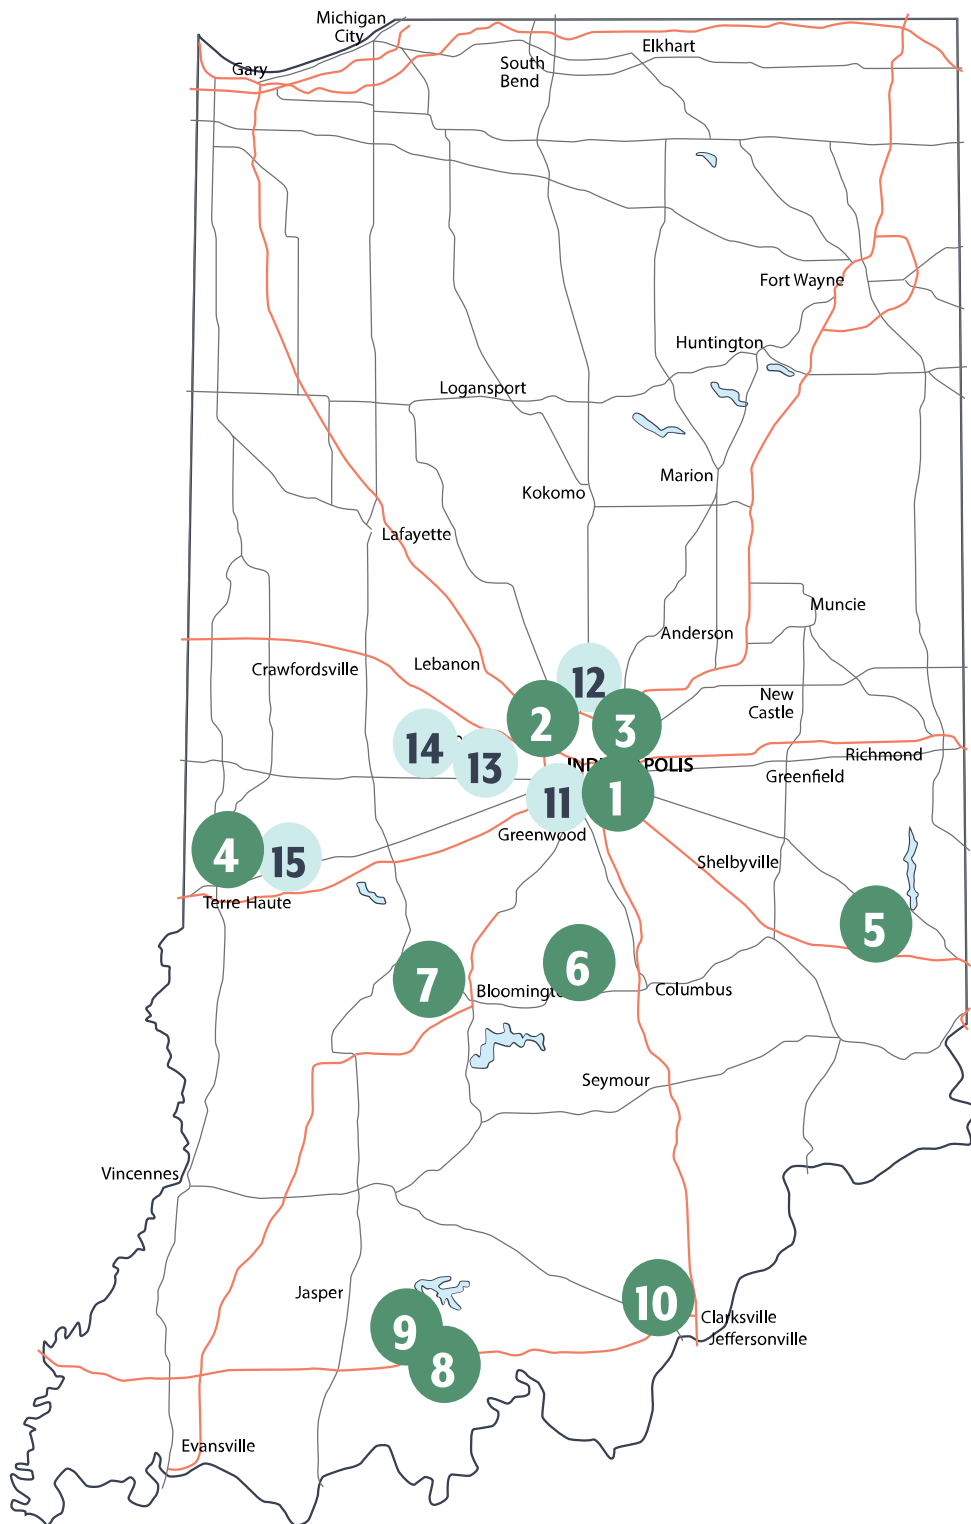 Michigan
City
Elkhart
South
Bend
Gary
Fort Wayne
Huntington
Logansport
Marion
Kokomo
Lafayette
Muncie
Anderson
Lebanon
Crawfordsville
12
New
Castle
2
3
14
13
Richmond
Greenfield
1
11
Greenwood
4
15
Shelbyville
Terre Haute
5
6
7
Columbus
Seymour
Vincennes
Jasper
10
Clarksville
Jeffersonville
9
8
Evansville